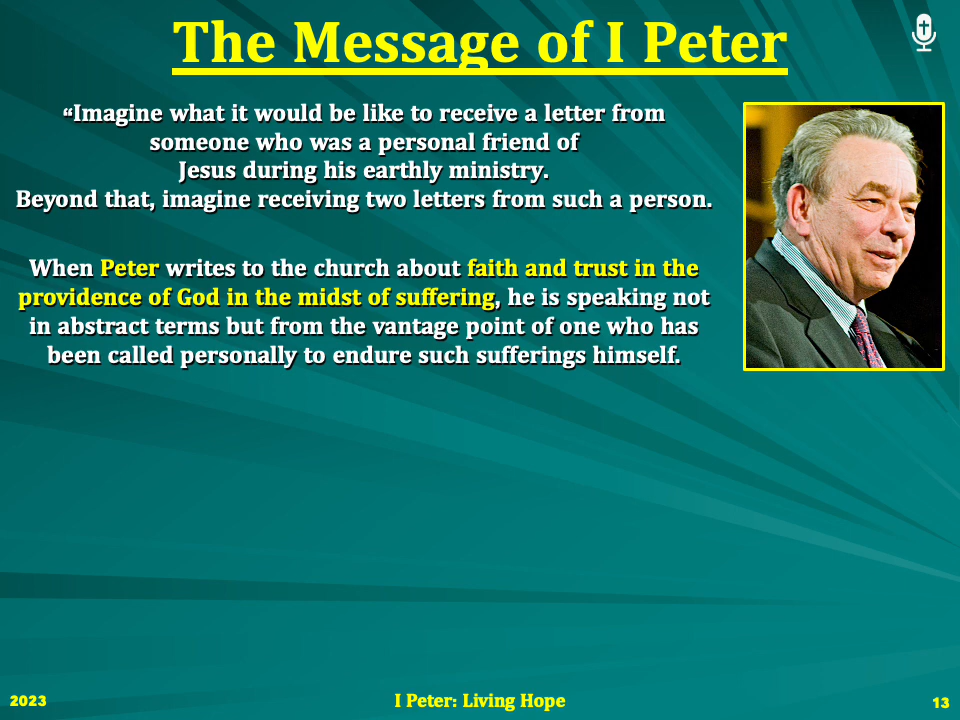 The Message of I Peter
“Imagine what it would be like to receive a letter from
someone who was a personal friend of
Jesus during his earthly ministry.
Beyond that, imagine receiving two letters from such a person.
When Peter writes to the church about faith and trust in the
providence of God in the midst of suffering, he is speaking not
in abstract terms but from the vantage point of one who has
been called personally to endure such sufferings himself.
2023
I Peter: Living Hope
13